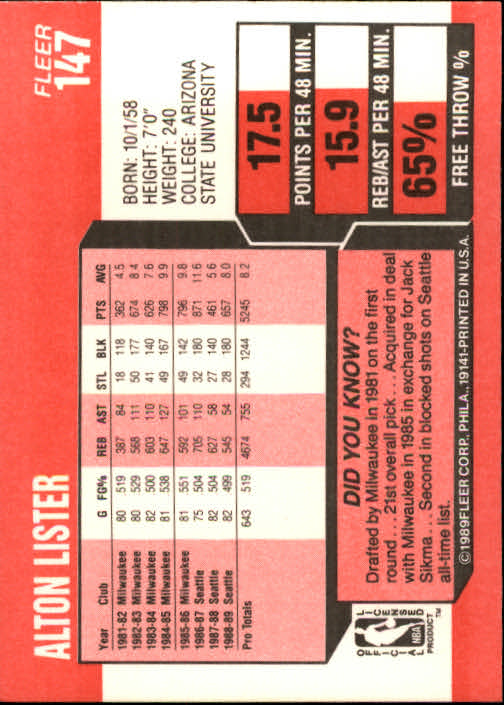 FLEER
147
ALTON LISTER
BORN: 10/1/58
HEIGHT: 7'0"
WEIGHT: 240
COLLEGE: ARIZONA
STATE UNIVERSITY
17.5
POINTS PER 48 MIN.
15.9
REB/AST PER 48 MIN.
65%
FREE THROW %
Year Club G FG% REB AST STL BLK PTS AVG
1981-82 Milwaukee 80 519 387 84 18 118 362 4.5
1982-83 Milwaukee 80 529 568 111 50 177 674 8.4
1983-84 Milwaukee 82 500 603 110 41 140 626 7.6
1984-85 Milwaukee 81 538 647 127 49 167 798 9.9
1985-86 Milwaukee 81 551 592 101 49 142 796 9.8
1986-87 Seattle 75 504 705 110 32 180 871 11.6
1987-88 Seattle 82 504 627 58 27 140 461 5.6
1988-89 Seattle 82 499 545 54 28 180 657 8.0
Pro Totals 643 519 4674 755 294 1244 5245 8.2
DID YOU KNOW?
Drafted by Milwaukee in 1981 on the first
round . . . 21st overall pick . . . Acquired in deal
with Milwaukee in 1985 in exchange for Jack
Sikma . . . Second in blocked shots on Seattle
all-time list.
OFFICIAL LICENSED
NBA
PRODUCT™
©1989FLEER CORP., PHILA., 19141-PRINTED IN U.S.A.